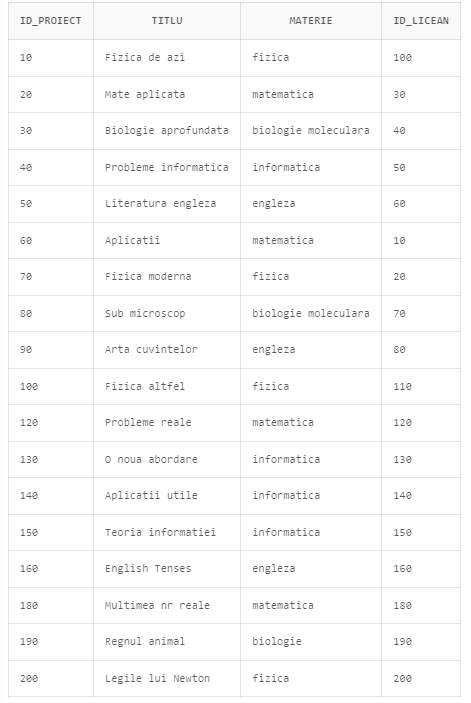 ID_PROIECT TITLU MATERIE ID_LICEAN
10 Fizica de azi fizica 100
20 Mate aplicata matematica 30
30 Biologie aprofundata biologie moleculara 40
40 Probleme informatica informatica 50
50 Literatura engleza engleza 60
60 Aplicatii matematica 10
70 Fizica moderna fizica 20
80 Sub microscop biologie moleculara 70
90 Arta cuvintelor engleza 80
100 Fizica altfel fizica 110
120 Probleme reale matematica 120
130 O noua abordare informatica 130
140 Aplicatii utile informatica 140
150 Teoria informatiei informatica 150
160 English Tenses engleza 160
180 Multimea nr reale matematica 180
190 Regnul animal biologie 190
200 Legile lui Newton fizica 200